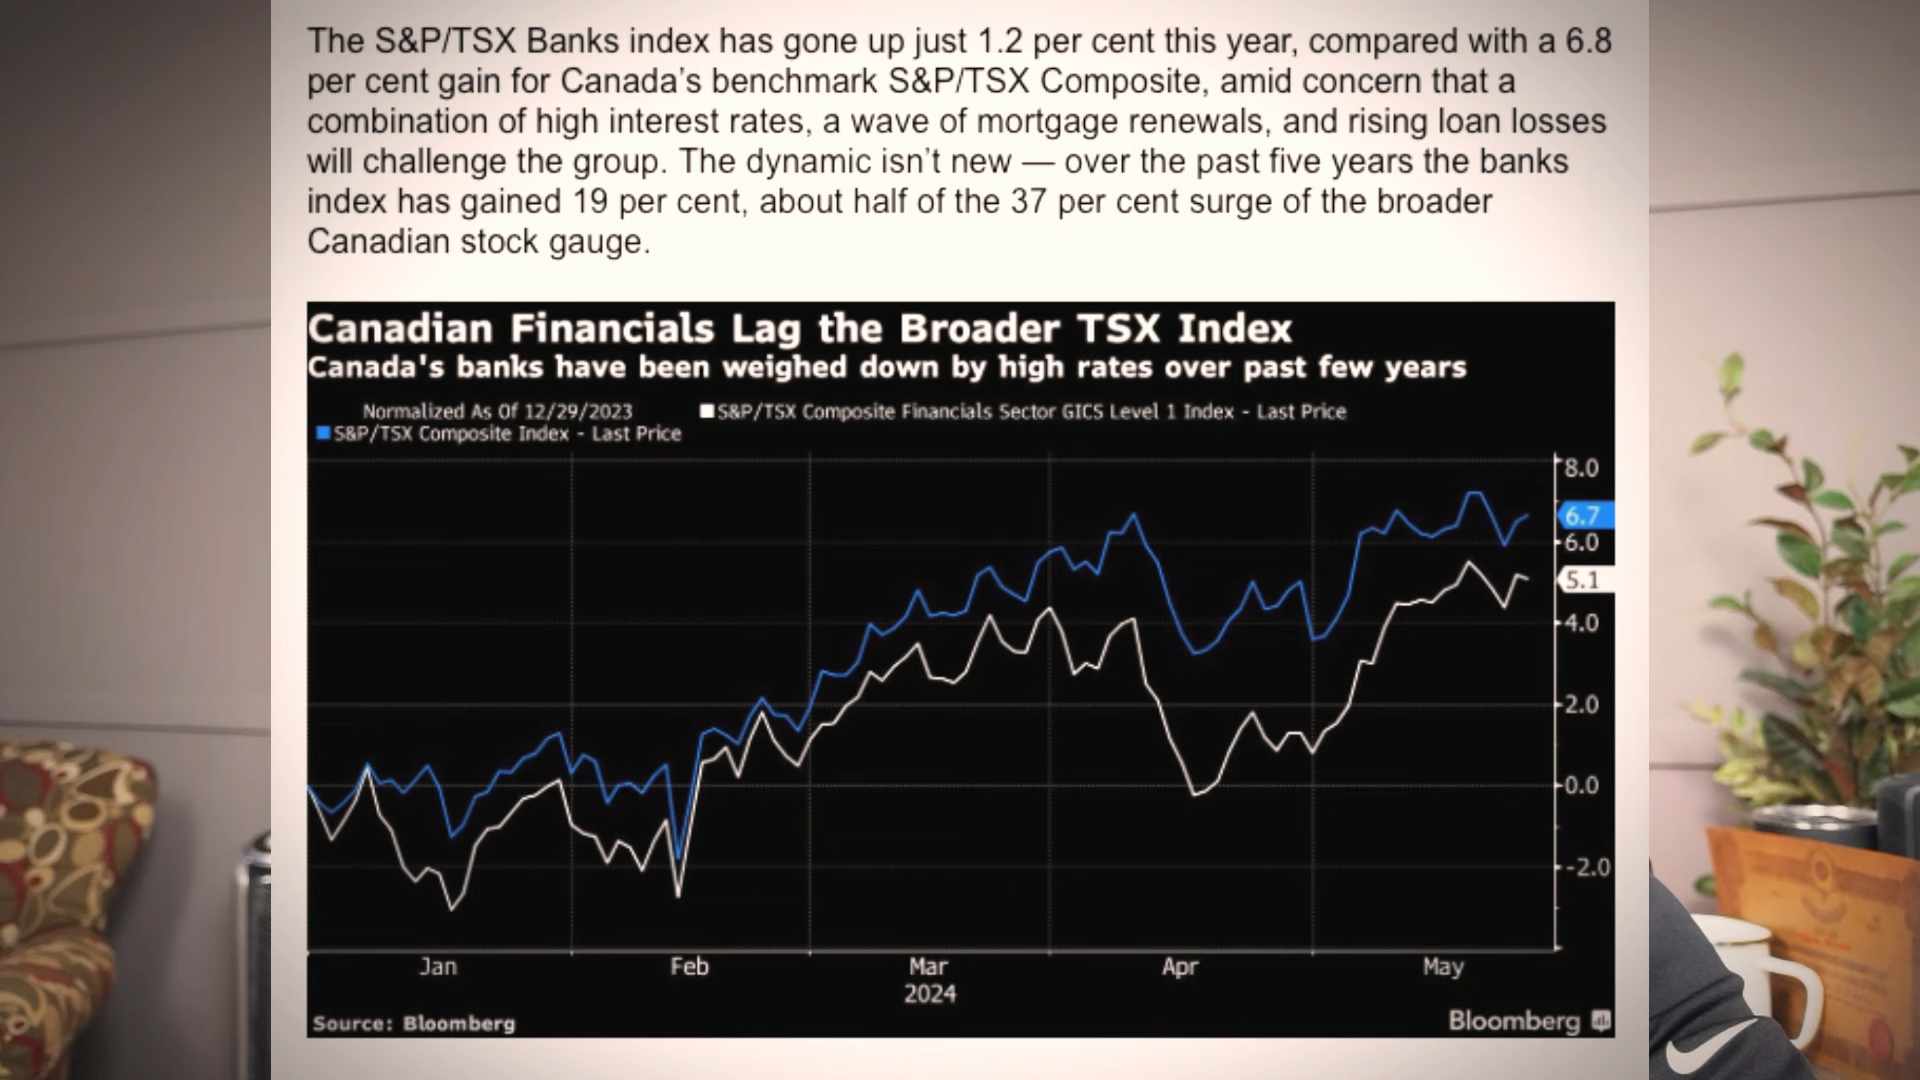 The S&P/TSX Banks index has gone up just 1.2 per cent this year, compared with a 6.8
per cent gain for Canada’s benchmark S&P/TSX Composite, amid concern that a
combination of high interest rates, a wave of mortgage renewals, and rising loan losses
will challenge the group. The dynamic isn’t new — over the past five years the banks
index has gained 19 per cent, about half of the 37 per cent surge of the broader
Canadian stock gauge.
Canadian Financials Lag the Broader TSX Index
Canada's banks have been weighed down by high rates over past few years
Normalized As Of 12/29/2023
S&P/TSX Composite Financials Sector GICS Level 1 Index - Last Price
S&P/TSX Composite Index - Last Price
8.0
6.7
6.0
5.1
4.0
2.0
0.0
-2.0
Jan Feb Mar Apr May
2024
Source: Bloomberg
Bloomberg